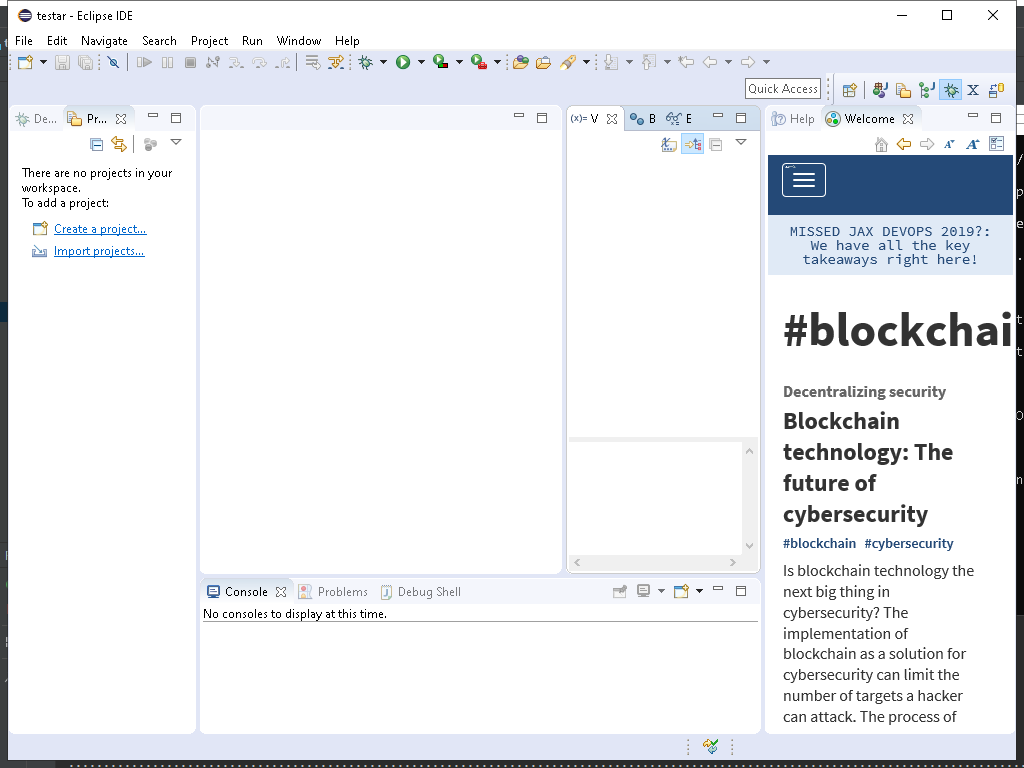 testar - Eclipse IDE
File Edit Navigate Search Project Run Window Help
Quick Access
De...
Pr...
There are no projects in your
workspace.
To add a project:
Create a project...
Import projects...
(x)= V
B
E
Help
Welcome
MISSED JAX DEVOPS 2019?:
We have all the key
takeaways right here!
#blockchai
Decentralizing security
Blockchain
technology: The
future of
cybersecurity
#blockchain #cybersecurity
Is blockchain technology the
next big thing in
cybersecurity? The
implementation of
blockchain as a solution for
cybersecurity can limit the
number of targets a hacker
can attack. The process of
Console
Problems
Debug Shell
No consoles to display at this time.